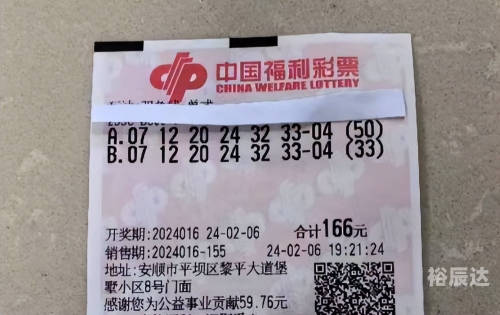 中国福利彩票
CHINA WELFARE LOTTERY
A.07 12 20 24 32 33-04 (50)
B.07 12 20 24 32 33-04 (33)
开奖期:2024016 24-02-06 合计166元
销售期:2024016-155 24-02-06 19:21:24
地址:安顺市平坝区黎平大道堡
墅小区8号门面
感谢您为公益事业贡献59.76元
裕辰达